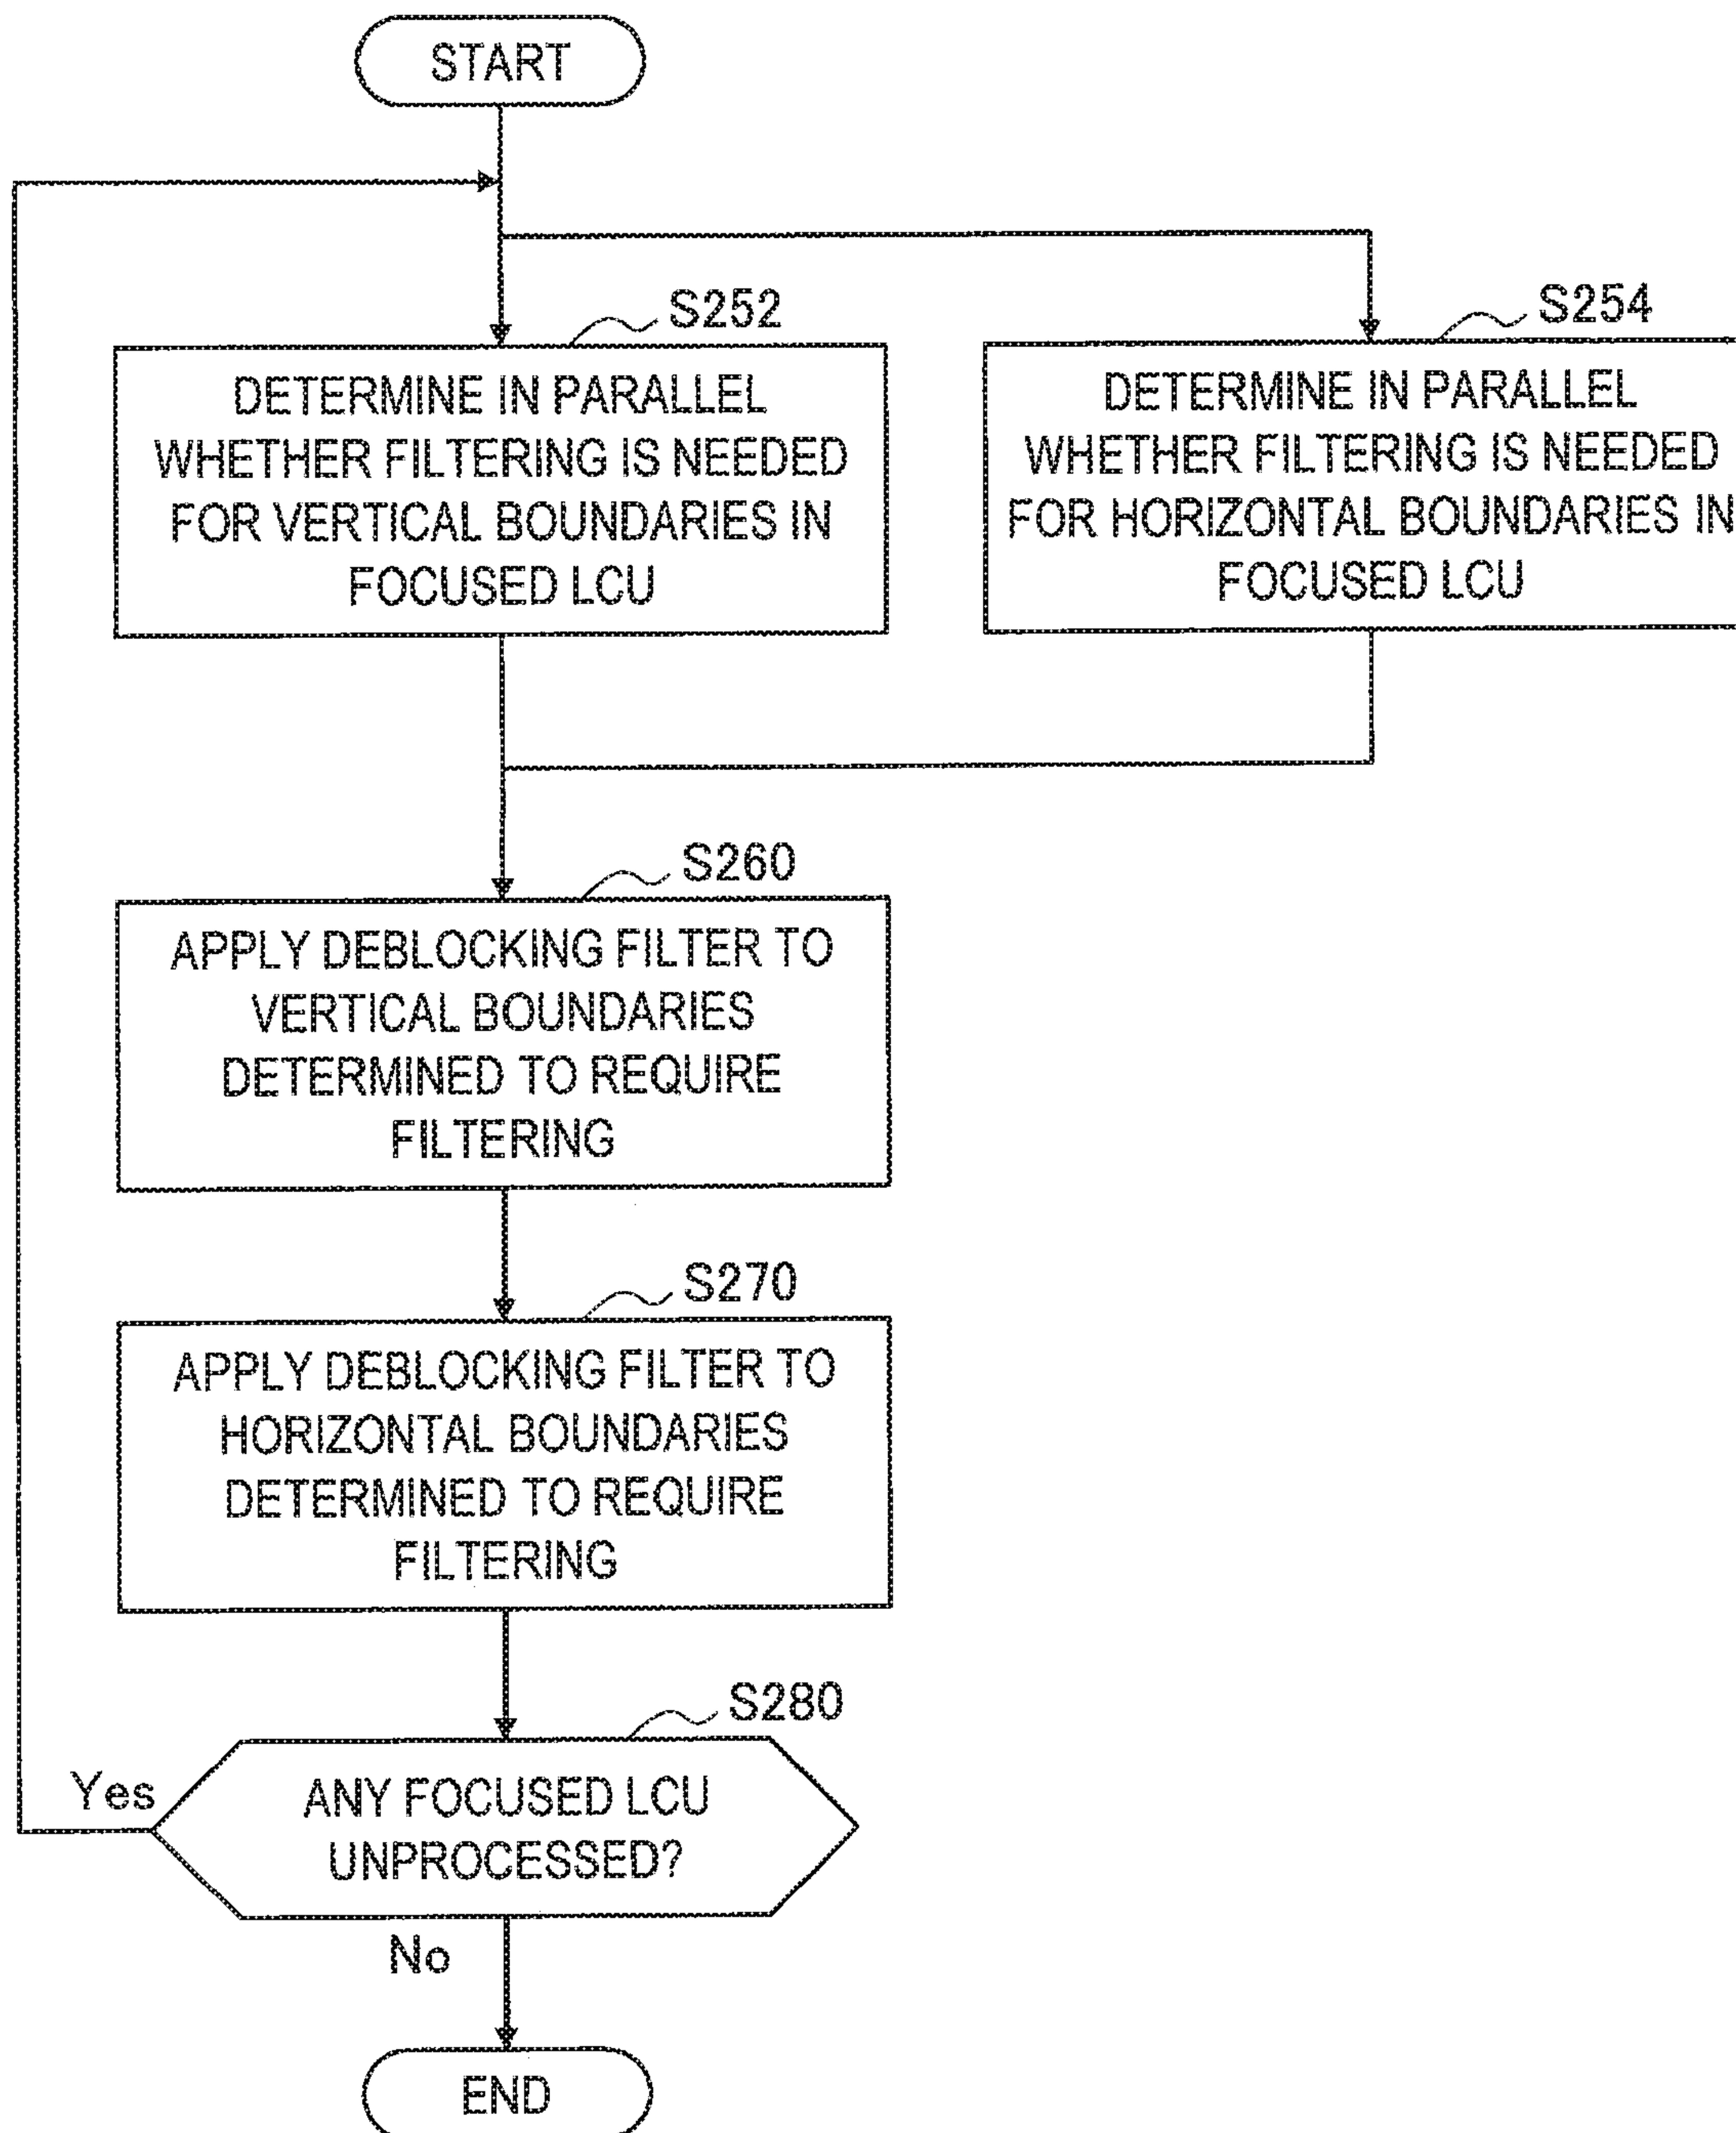 START
S252
DETERMINE IN PARALLEL
WHETHER FILTERING IS NEEDED
FOR VERTICAL BOUNDARIES IN
FOCUSED LCU
S254
DETERMINE IN PARALLEL
WHETHER FILTERING IS NEEDED
FOR HORIZONTAL BOUNDARIES IN
FOCUSED LCU
S260
APPLY DEBLOCKING FILTER TO
VERTICAL BOUNDARIES
DETERMINED TO REQUIRE
FILTERING
S270
APPLY DEBLOCKING FILTER TO
HORIZONTAL BOUNDARIES
DETERMINED TO REQUIRE
FILTERING
S280
Yes
ANY FOCUSED LCU
UNPROCESSED?
No
END